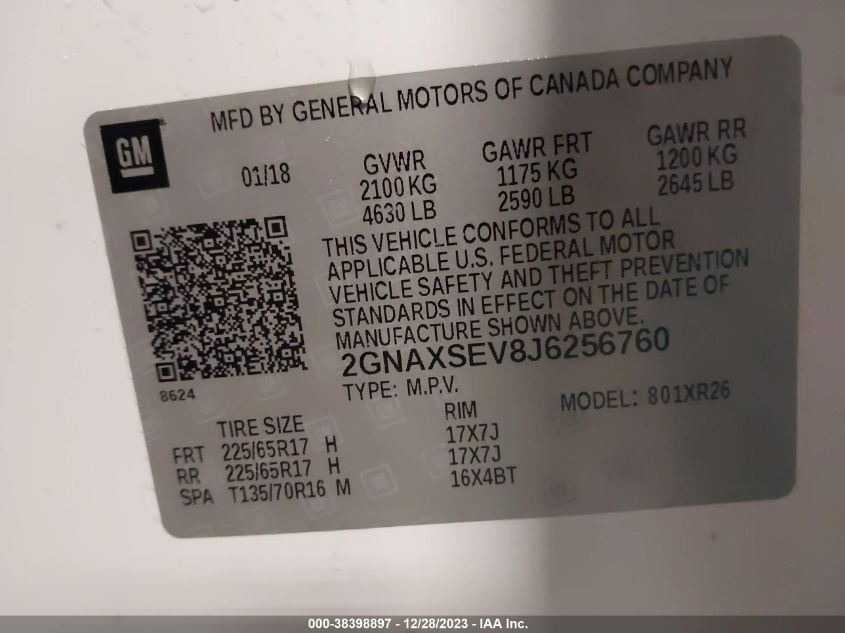 MFD BY GENERAL MOTORS OF CANADA COMPANY
GM
01/18
GVWR
2100 KG
4630 LB
GAWR FRT
1175 KG
2590 LB
GAWR RR
1200 KG
2645 LB
THIS VEHICLE CONFORMS TO ALL
APPLICABLE U.S. FEDERAL MOTOR
VEHICLE SAFETY AND THEFT PREVENTION
STANDARDS IN EFFECT ON THE DATE OF
MANUFACTURE SHOWN ABOVE.
2GNAXSEV8J6256760
8624
TYPE: M.P.V.
MODEL: 801XR26
TIRE SIZE
RIM
FRT 225/65R17 H 17X7J
RR 225/65R17 H 17X7J
SPA T135/70R16 M 16X4BT
000-38398897 - 12/28/2023 - IAA Inc.